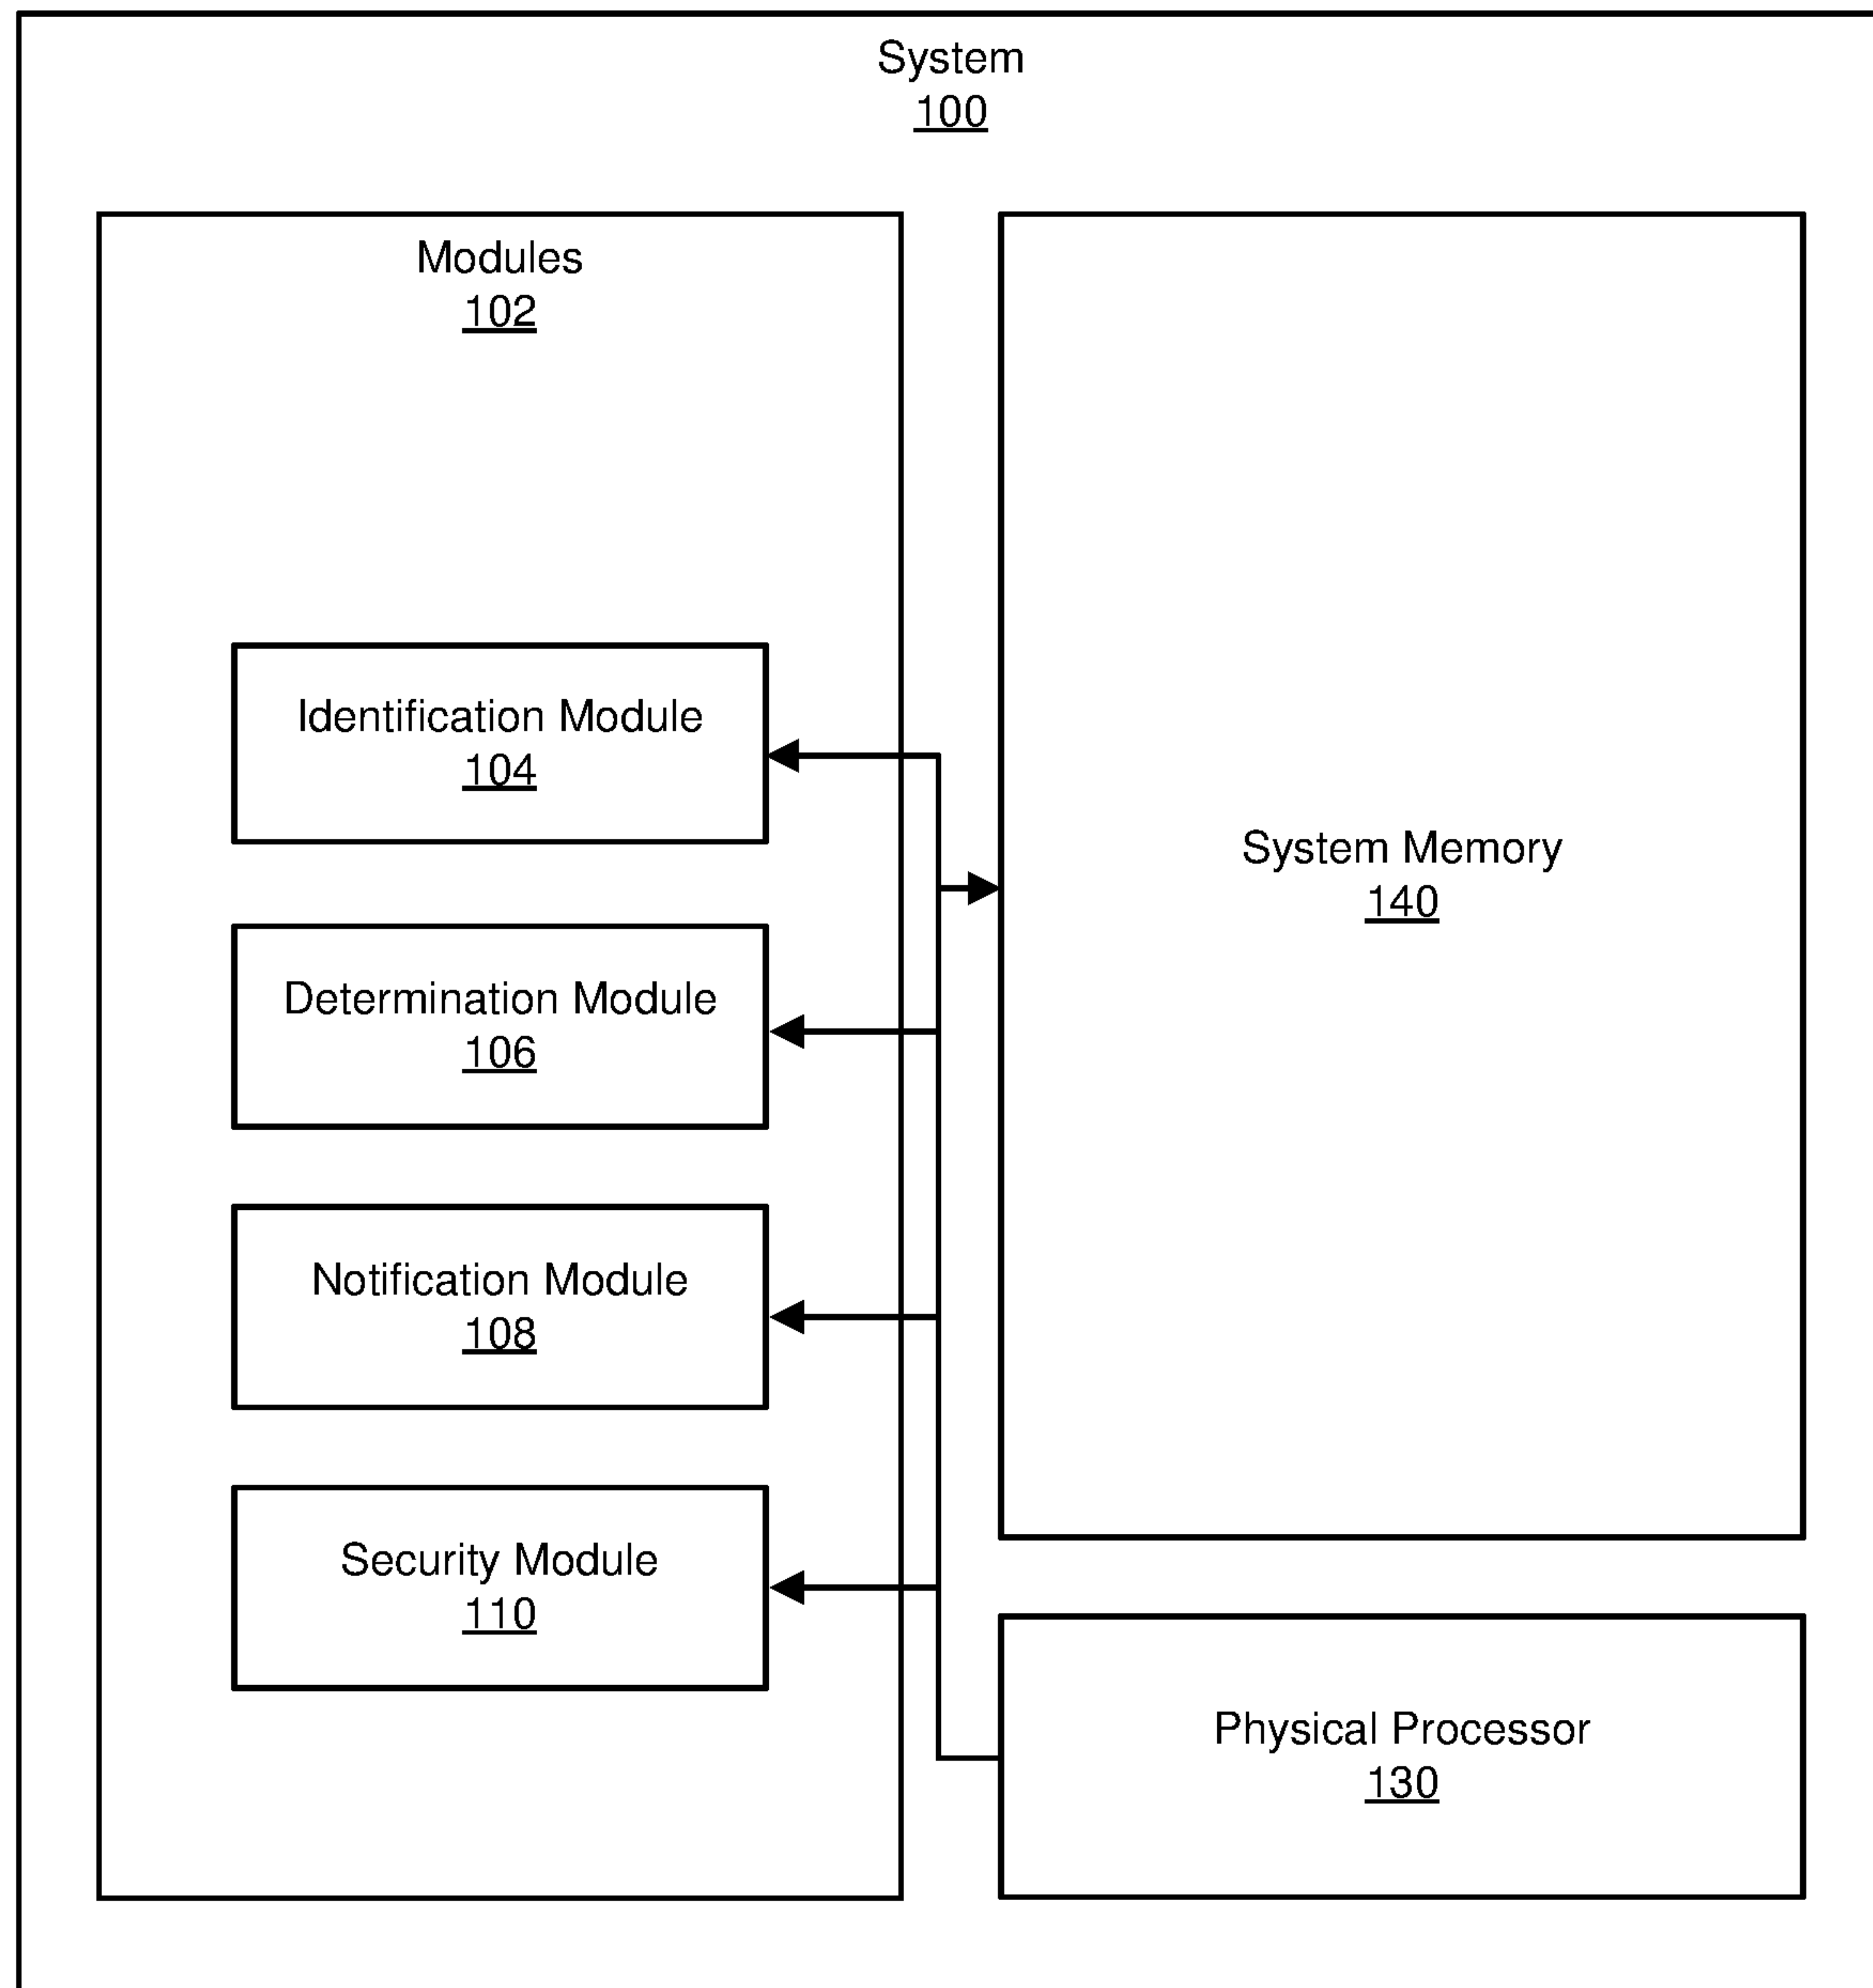 System
100
Modules
102
Identification Module
104
Determination Module
106
Notification Module
108
Security Module
110
System Memory
140
Physical Processor
130